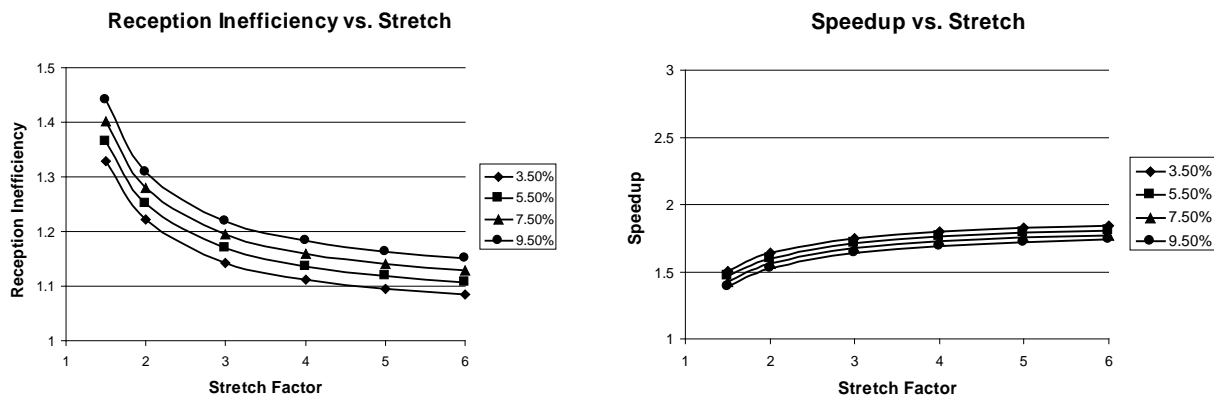 Reception Inefficiency vs. Stretch
1.5
1.4
1.3
1.2
1.1
1
Reception Inefficiency
1 2 3 4 5 6
Stretch Factor
3.50%
5.50%
7.50%
9.50%
Speedup vs. Stretch
3
2.5
2
1.5
1
Speedup
1 2 3 4 5 6
Stretch Factor
3.50%
5.50%
7.50%
9.50%